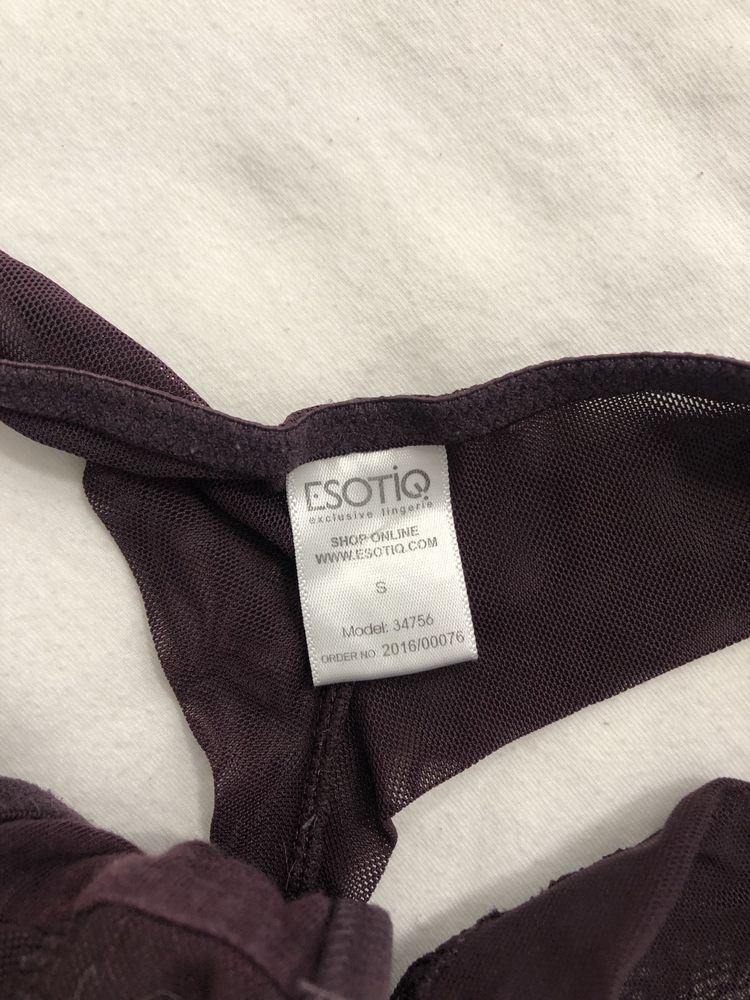 ESOTiQ
exclusive lingerie
SHOP ONLINE
WWW.ESOTIQ.COM
S
Model: 34756
ORDER NO: 2016/00076